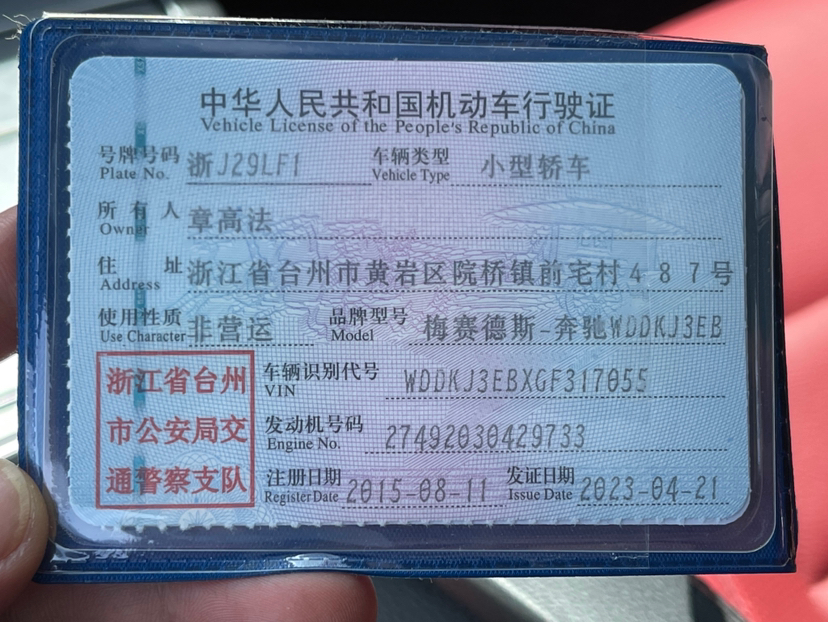 中华人民共和国机动车行驶证
Vehicle License of the People's Republic of China
号牌号码 浙J29LF1 车辆类型 小型轿车
Plate No. Vehicle Type
所有人 章高法
Owner
住址 浙江省台州市黄岩区院桥镇前宅村487号
Address
使用性质 非营运 品牌型号 梅赛德斯-奔驰WDDKJ3EB
Use Character Model
浙江省台州
市公安局交
通警察支队
车辆识别代号 WDDKJ3EBXGF317055
VIN
发动机号码 27492030429733
Engine No.
注册日期 2015-08-11 发证日期 2023-04-21
Register Date Issue Date